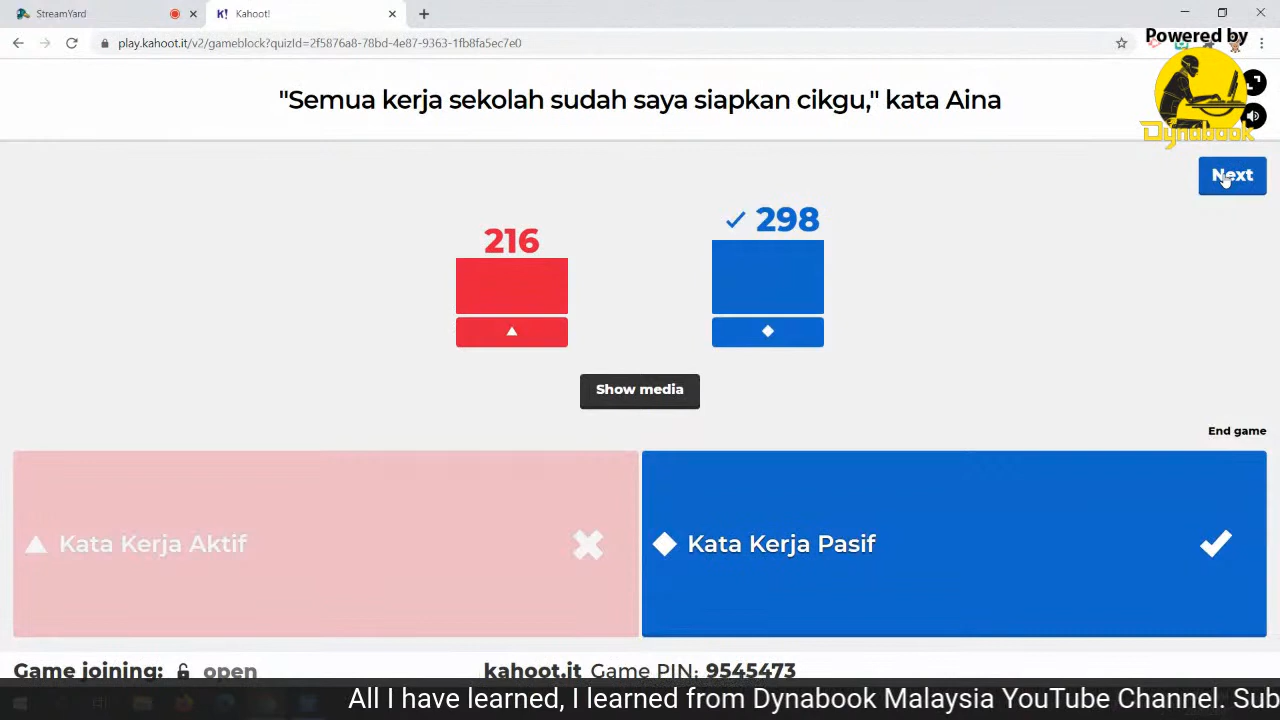 StreamYard
Kahoot!
play.kahoot.it/v2/gameblock?quizId=2f5876a8-78bd-4e87-9363-1fb8fa5ec7e0
Powered by
Dynabook
"Semua kerja sekolah sudah saya siapkan cikgu," kata Aina
Next
216
298
Show media
End game
Kata Kerja Aktif
Kata Kerja Pasif
Game joining: open
kahoot.it Game PIN: 9545473
All I have learned, I learned from Dynabook Malaysia YouTube Channel. Sub